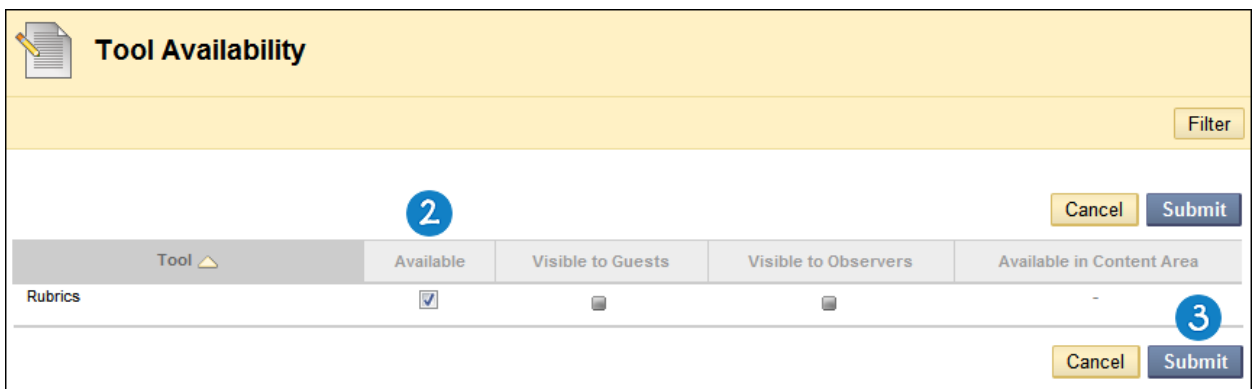 Tool Availability
Filter
2
Cancel Submit
Tool Available Visible to Guests Visible to Observers Available in Content Area
Rubrics -
3
Cancel Submit